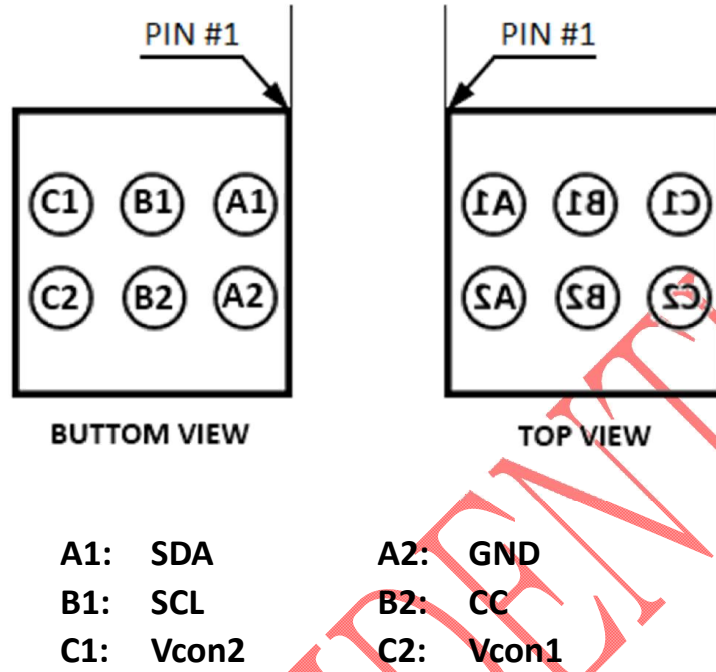 PIN #1 PIN #1
C1 B1 A1 A1 B1 C1
C2 B2 A2 A2 B2 C2
BUTTOM VIEW TOP VIEW
A1: SDA A2: GND
B1: SCL B2: CC
C1: Vcon2 C2: Vcon1